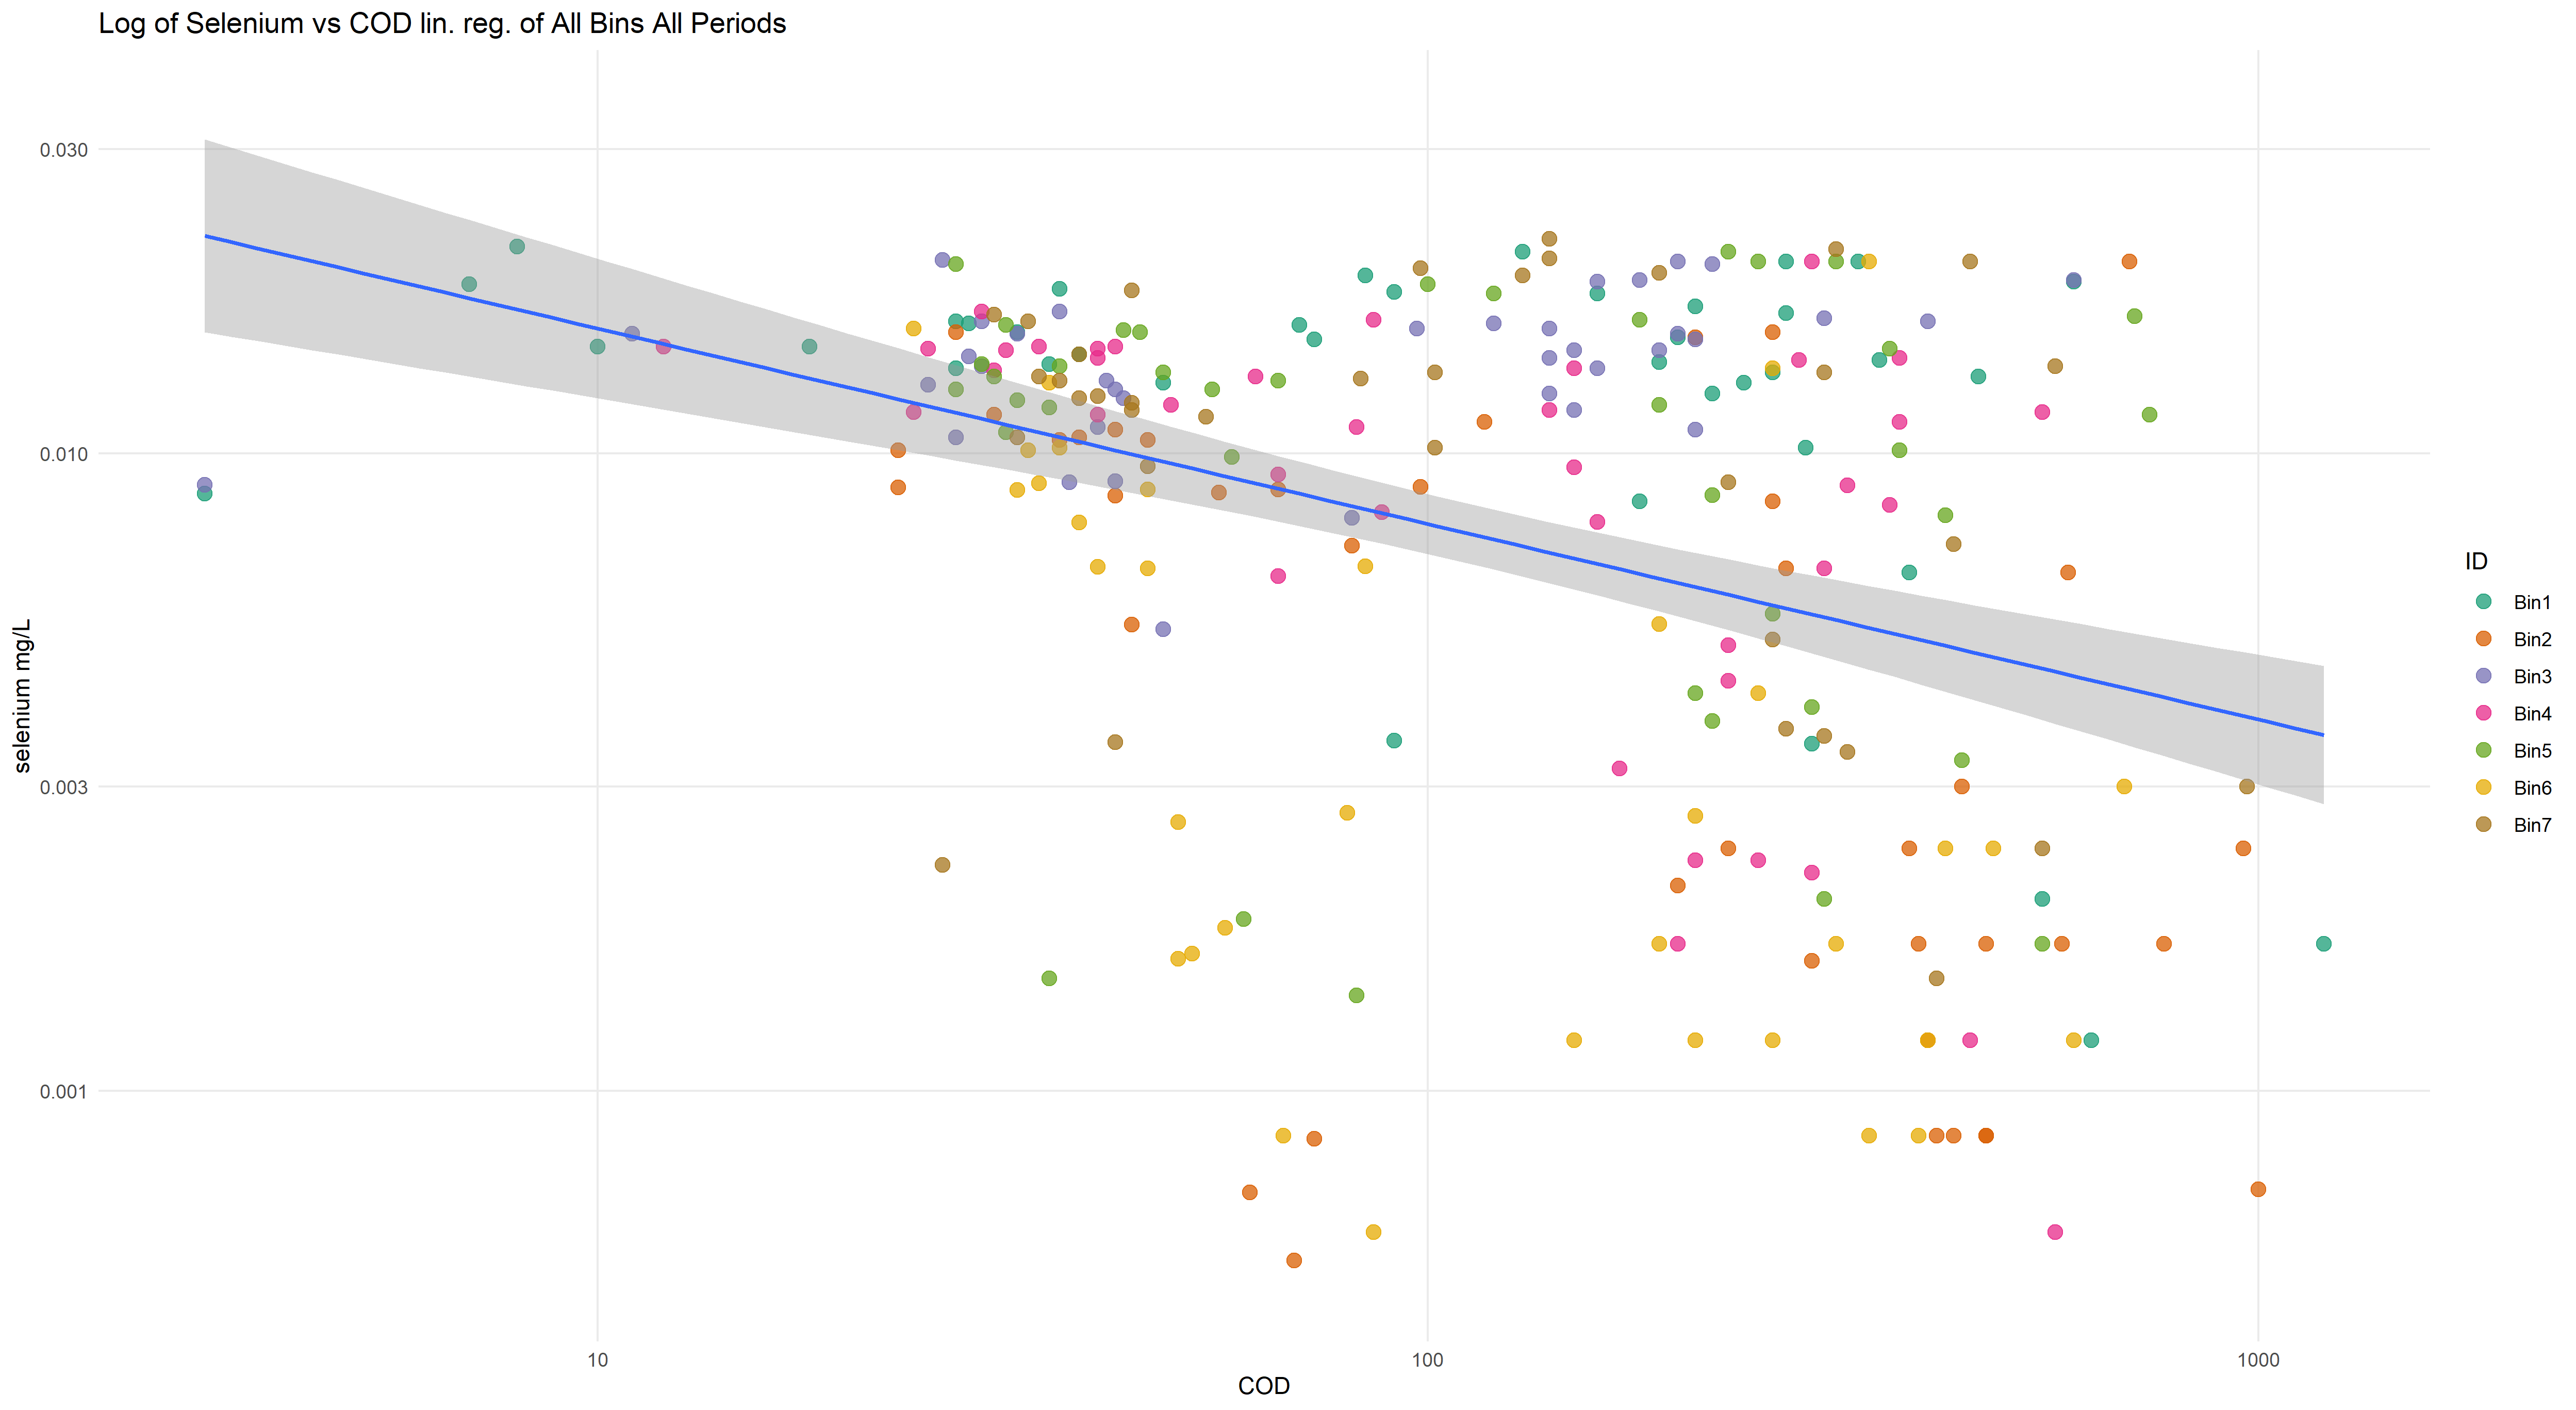 Log of Selenium vs COD lin. reg. of All Bins All Periods
0.030
0.010
0.003
0.001
selenium mg/L
10
100
1000
COD
ID
Bin1
Bin2
Bin3
Bin4
Bin5
Bin6
Bin7